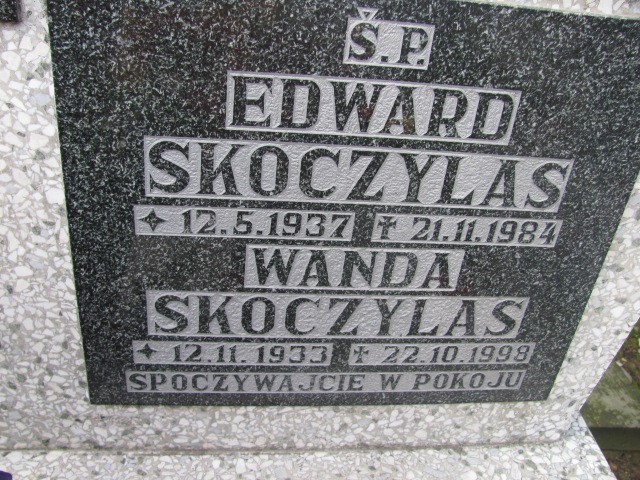 Ś.P.
EDWARD
SKOCZYLAS
✦ 12.5.1937 ✝ 21.11.1984
WANDA
SKOCZYLAS
✦ 12.11.1933 ✝ 22.10.1998
SPOCZYWAJCIE W POKOJU